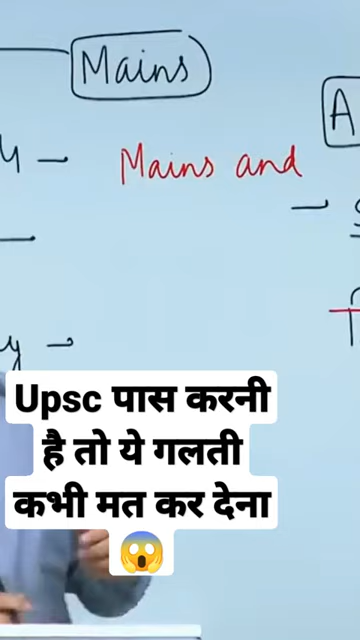 Mains
Mains and
Upsc पास करनी
है तो ये गलती
कभी मत कर देना
😱